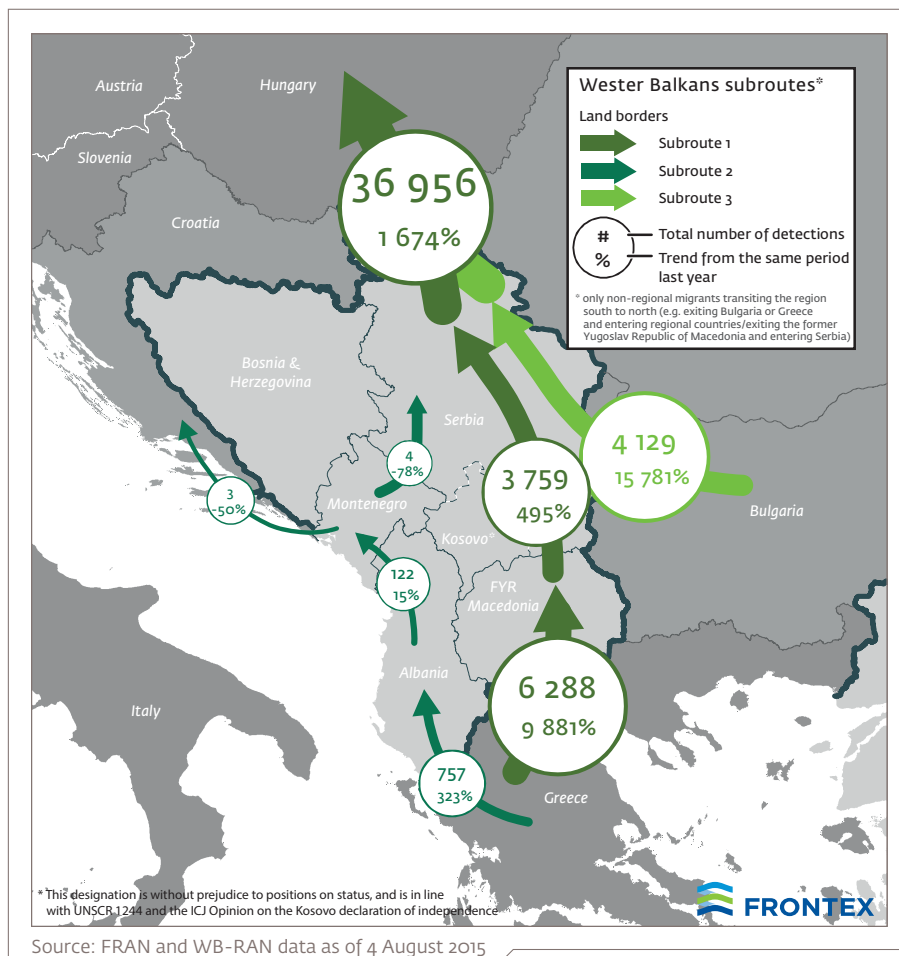 Austria
Hungary
Slovenia
Croatia
Wester Balkans subroutes*
Land borders
Subroute 1
Subroute 2
Subroute 3
#
Total number of detections
%
Trend from the same period
last year
* only non-regional migrants transiting the region
south to north (e.g. exiting Bulgaria or Greece
and entering regional countries/exiting the former
Yugoslav Republic of Macedonia and entering Serbia)
36 956
1 674%
Bosnia &
Herzegovina
Serbia
4
-78%
3 759
495%
4 129
15 781%
Bulgaria
3
-50%
Montenegro
Kosovo*
122
15%
FYR
Macedonia
Albania
6 288
9 881%
Italy
757
323%
Greece
* This designation is without prejudice to positions on status, and is in line
with UNSCR 1244 and the ICJ Opinion on the Kosovo declaration of independence
FRONTEX
Source: FRAN and WB-RAN data as of 4 August 2015